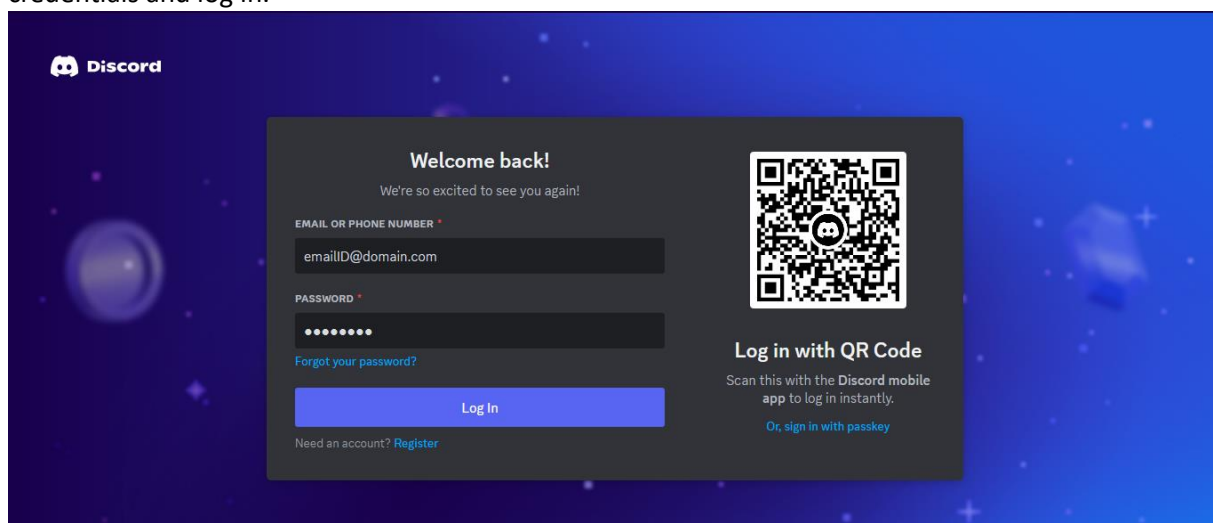 credentials and log in.
Discord
Welcome back!
We're so excited to see you again!
EMAIL OR PHONE NUMBER *
emailID@domain.com
PASSWORD *
●●●●●●●●
Forgot your password?
Log In
Need an account? Register
Log in with QR Code
Scan this with the Discord mobile
app to log in instantly.
Or, sign in with passkey